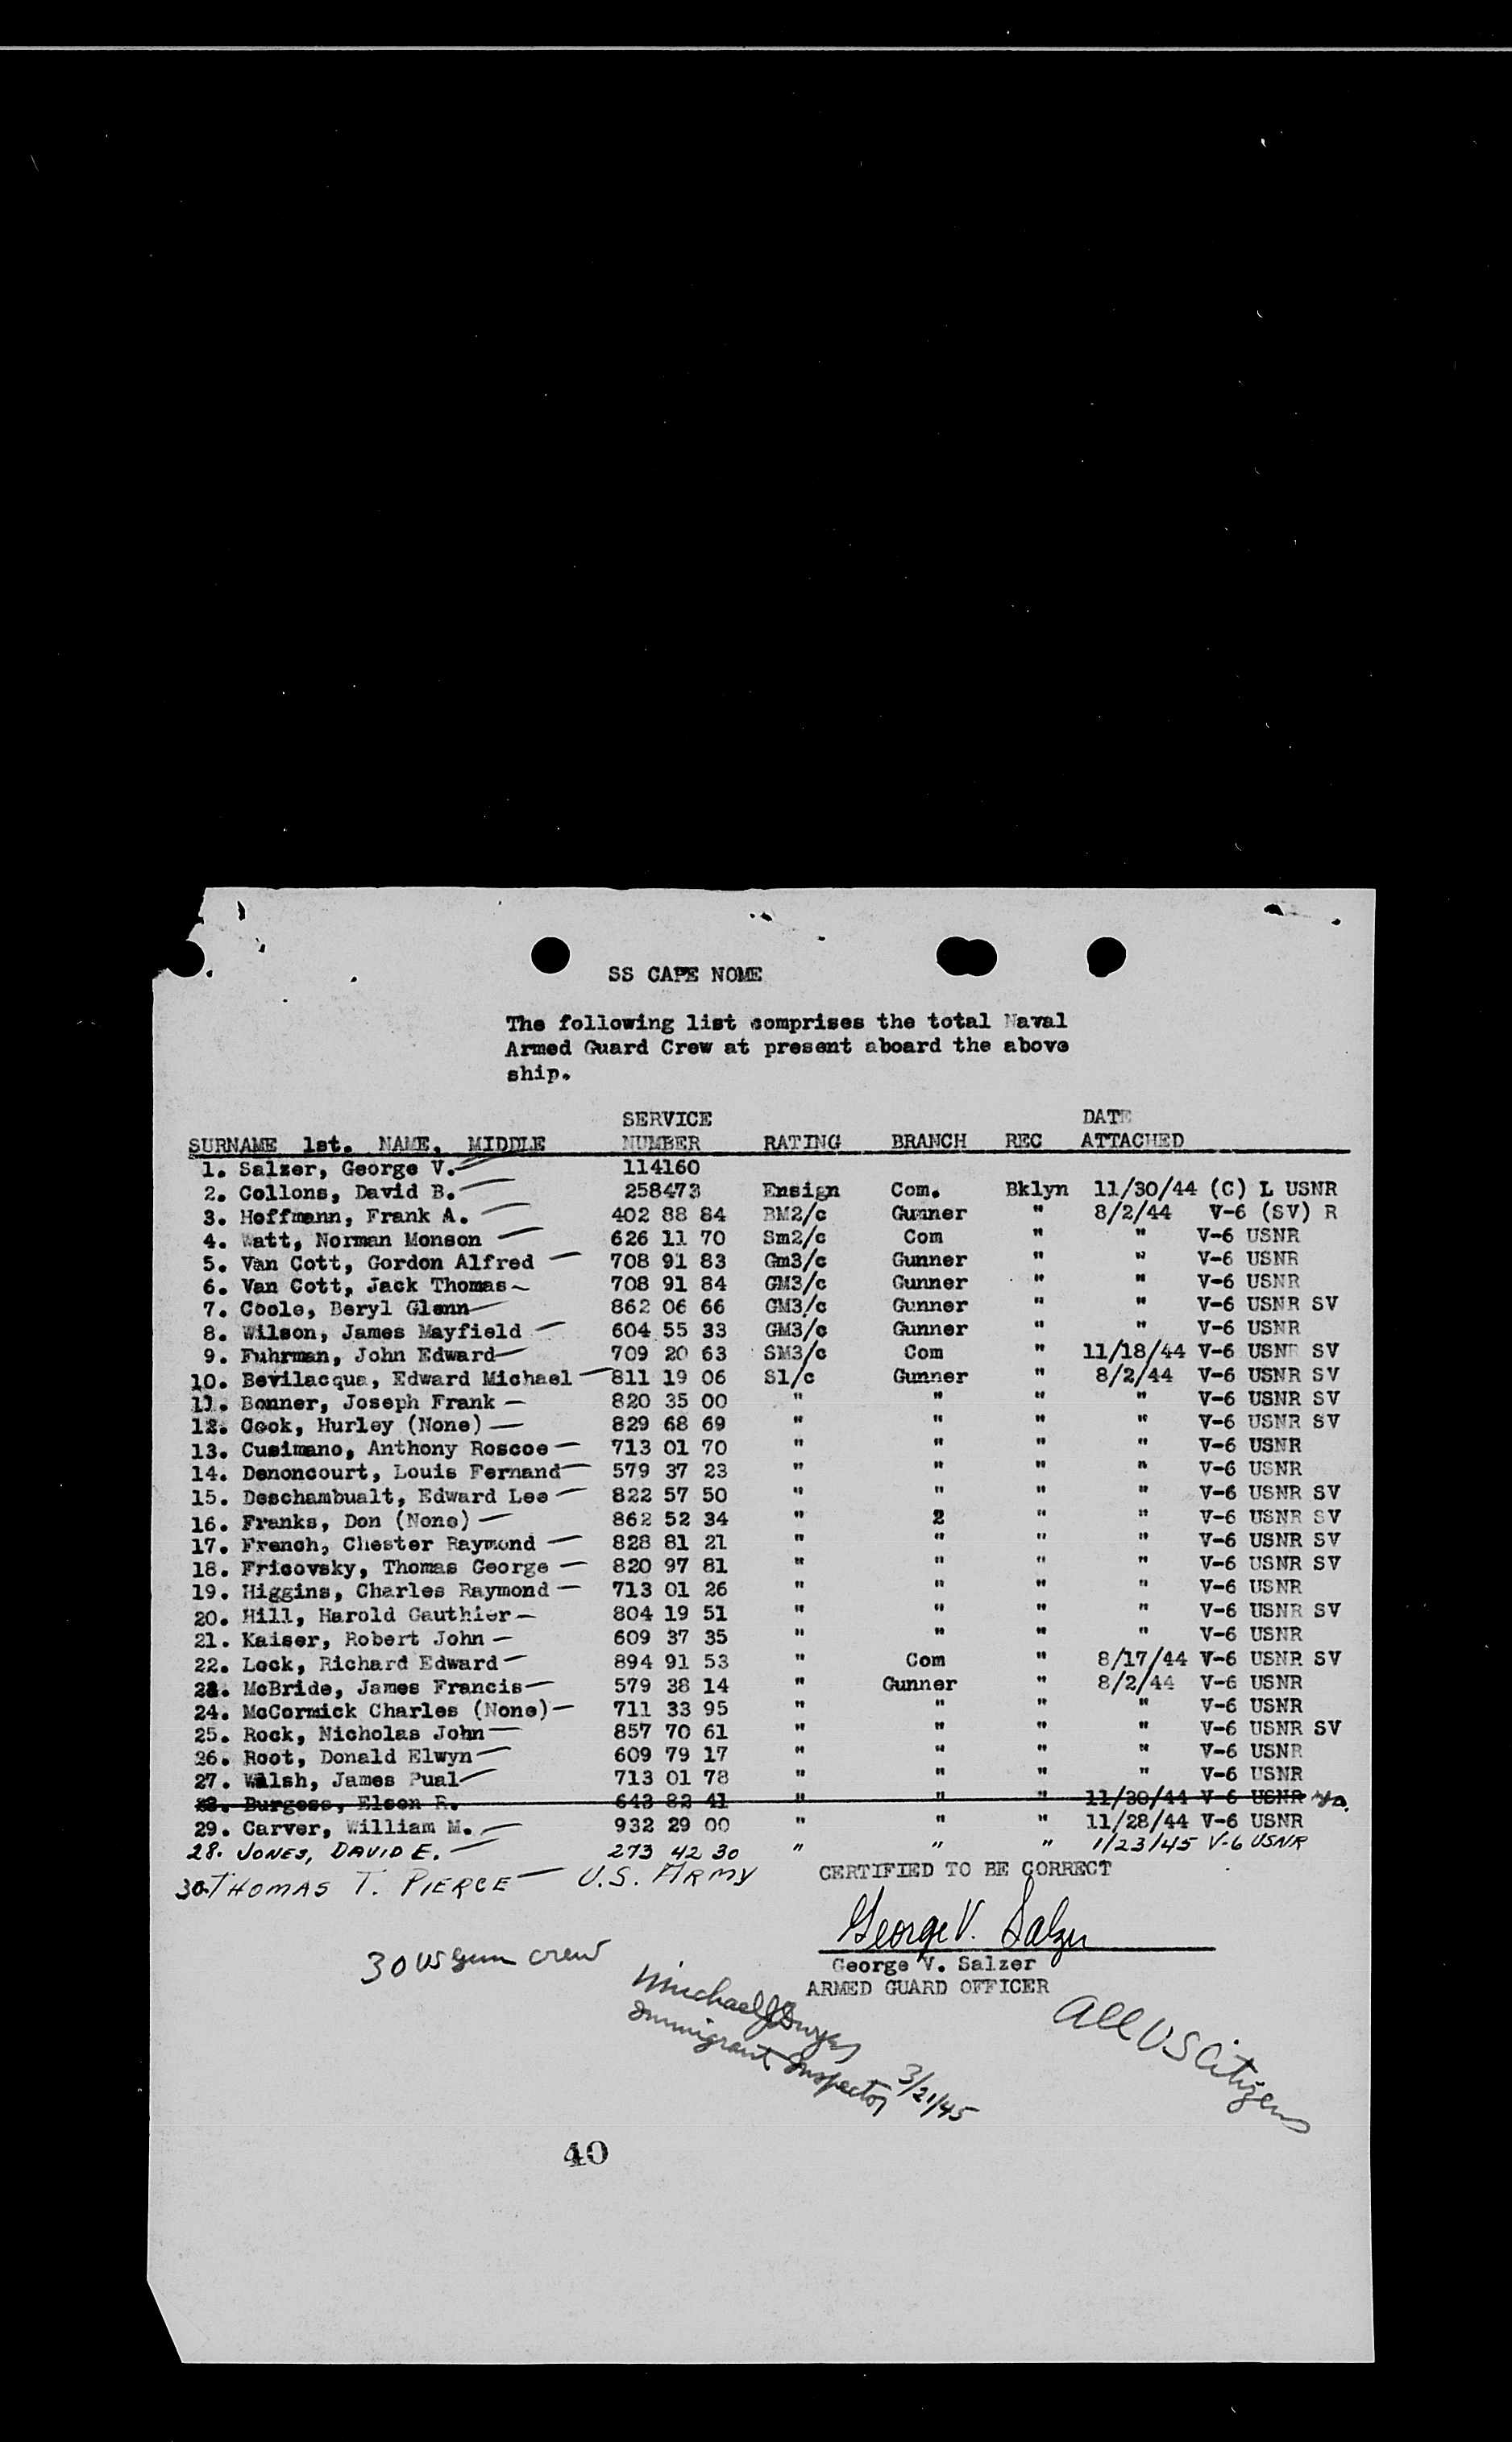 SS CAPE NOME
The following list comprises the total Naval
Armed Guard Crew at present aboard the above
ship.
SERVICE DATE
SURNAME 1st. NAME, MIDDLE NUMBER RATING BRANCH REC ATTACHED
1. Salzer, George V. 114160
2. Collons, David B. 258473 Ensign Com. Bklyn 11/30/44 (C) L USNR
3. Hoffmann, Frank A. 402 88 84 BM2/c Gunner " 8/2/44 V-6 (SV) R
4. Watt, Norman Monson 626 11 70 Sm2/c Com " " V-6 USNR
5. Van Cott, Gordon Alfred 708 91 83 Gm3/c Gunner " " V-6 USNR
6. Van Cott, Jack Thomas 708 91 84 GM3/c Gunner " " V-6 USNR
7. Coole, Beryl Glenn 862 06 66 GM3/c Gunner " " V-6 USNR SV
8. Wilson, James Mayfield 604 55 33 GM3/c Gunner " " V-6 USNR
9. Fuhrman, John Edward 709 20 63 SM3/c Com " 11/18/44 V-6 USNR SV
10. Bevilacqua, Edward Michael 811 19 06 S1/c Gunner " 8/2/44 V-6 USNR SV
11. Bonner, Joseph Frank 820 35 00 " " " " V-6 USNR SV
12. Cook, Hurley (None) 829 68 69 " " " " V-6 USNR SV
13. Cusimano, Anthony Roscoe 713 01 70 " " " " V-6 USNR
14. Denoncourt, Louis Fernand 579 37 23 " " " " V-6 USNR
15. Deschambualt, Edward Lee 822 57 50 " " " " V-6 USNR SV
16. Franks, Don (None) 862 52 34 " 2 " " V-6 USNR SV
17. French, Chester Raymond 828 81 21 " " " " V-6 USNR SV
18. Fricovsky, Thomas George 820 97 81 " " " " V-6 USNR SV
19. Higgins, Charles Raymond 713 01 26 " " " " V-6 USNR
20. Hill, Harold Gauthier 804 19 51 " " " " V-6 USNR SV
21. Kaiser, Robert John 609 37 35 " " " " V-6 USNR
22. Lock, Richard Edward 894 91 53 " Com " 8/17/44 V-6 USNR SV
23. McBride, James Francis 579 38 14 " Gunner " 8/2/44 V-6 USNR
24. McCormick Charles (None) 711 33 95 " " " " V-6 USNR
25. Rock, Nicholas John 857 70 61 " " " " V-6 USNR SV
26. Root, Donald Elwyn 609 79 17 " " " " V-6 USNR
27. Walsh, James Pual 713 01 78 " " " " V-6 USNR
28. Burgess, Elson R. 643 82 41 " " " 11/30/44 V-6 USNR
29. Carver, William M. 932 29 00 " " " 11/28/44 V-6 USNR
28. JONES, DAVID E. 273 42 30 " " " 1/23/45 V-6 USNR
30. THOMAS T. PIERCE U.S. ARMY
CERTIFIED TO BE CORRECT
George V. Salzer
George V. Salzer
ARMED GUARD OFFICER
30 US Gun crew
Michael J Dwyer
Immigrant Inspector 3/21/45
All US Citizens
40